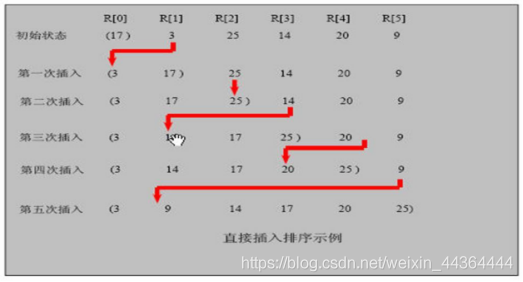 R[0] R[1] R[2] R[3] R[4] R[5]
初始状态 (17) 3 25 14 20 9
第一次插入 (3 17) 25 14 20 9
第二次插入 (3 17 25) 14 20 9
第三次插入 (3 17 25) 20 9
第四次插入 (3 14 17 20 25) 9
第五次插入 (3 9 14 17 20 25)
直接插入排序示例
https://blog.csdn.net/weixin_44364444